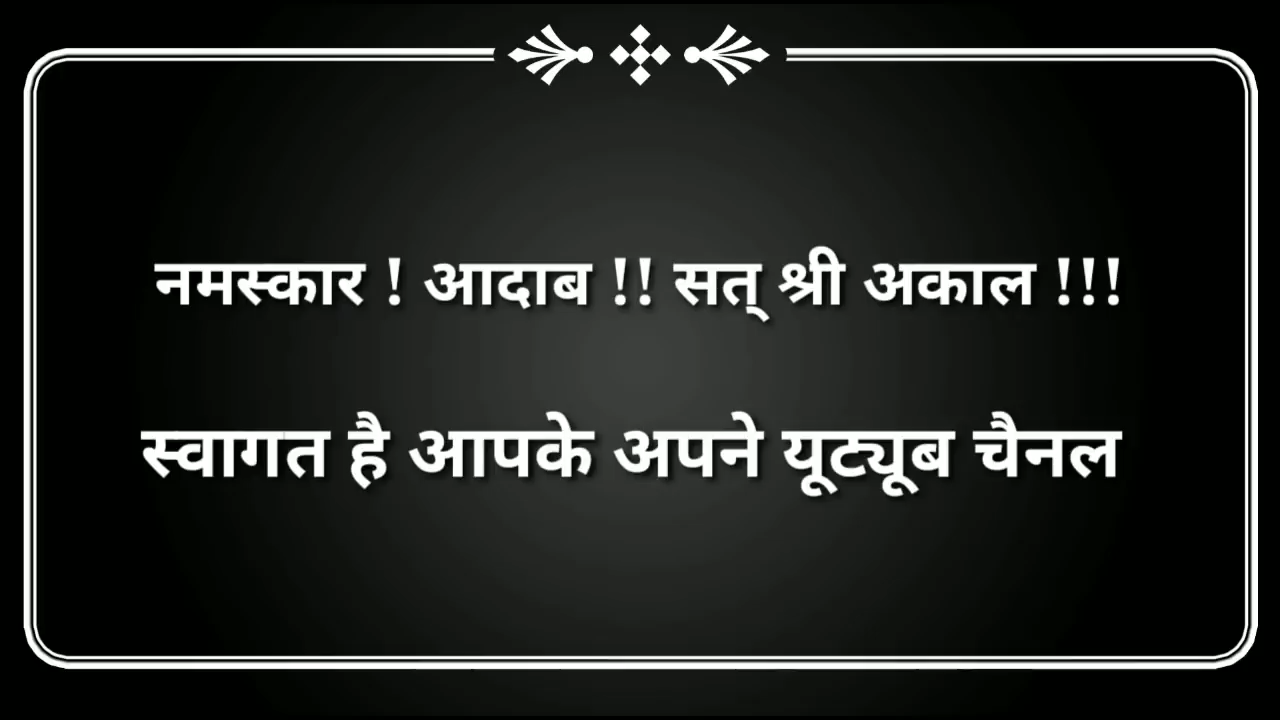 नमस्कार ! आदाब !! सत् श्री अकाल !!!
स्वागत है आपके अपने यूट्यूब चैनल